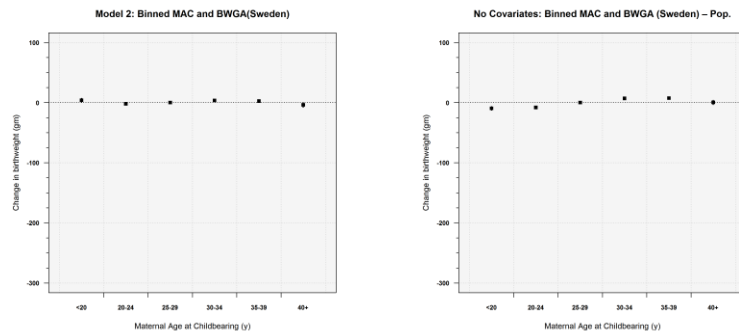 Model 2: Binned MAC and BWGA(Sweden)
100
0
-100
-200
-300
Change in birthweight (gm)
<20 20-24 25-29 30-34 35-39 40+
Maternal Age at Childbearing (y)
No Covariates: Binned MAC and BWGA (Sweden) – Pop.
100
0
-100
-200
-300
Change in birthweight (gm)
<20 20-24 25-29 30-34 35-39 40+
Maternal Age at Childbearing (y)